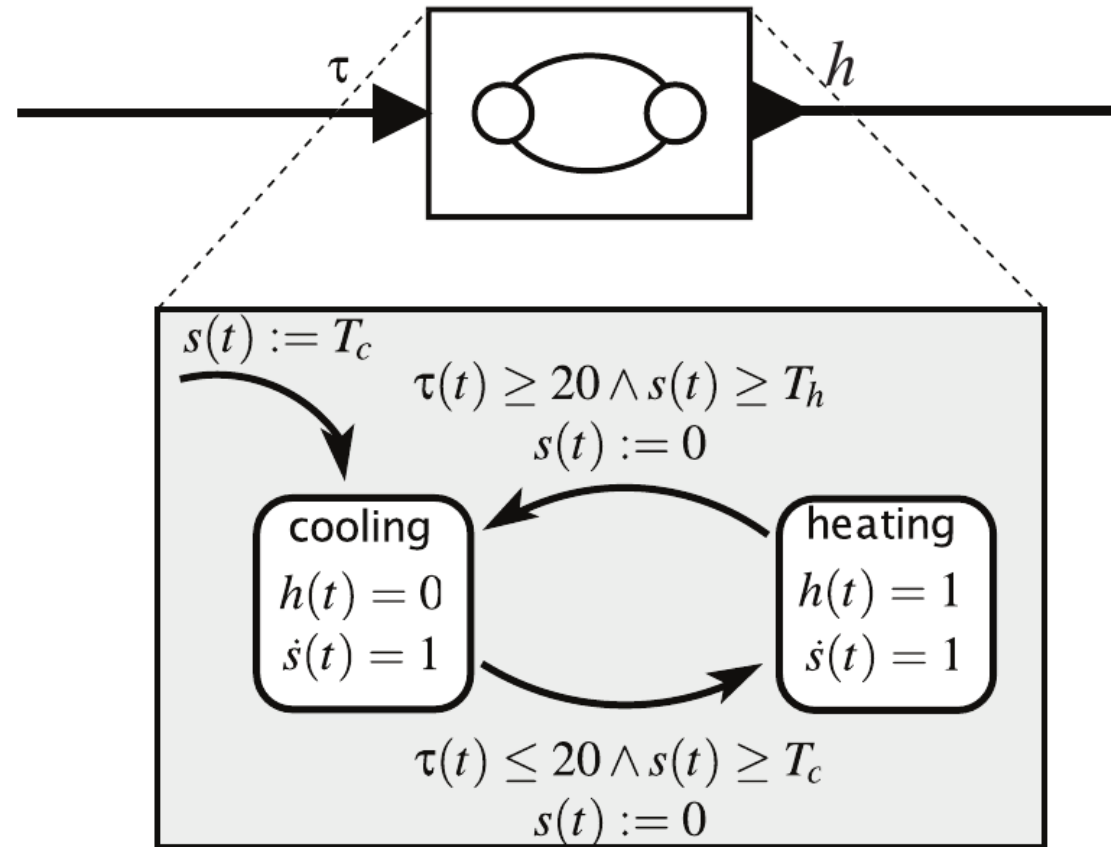 τ
h
s(t) := T_c
τ(t) ≥ 20 ∧ s(t) ≥ T_h
s(t) := 0
cooling
h(t) = 0
ṡ(t) = 1
heating
h(t) = 1
ṡ(t) = 1
τ(t) ≤ 20 ∧ s(t) ≥ T_c
s(t) := 0